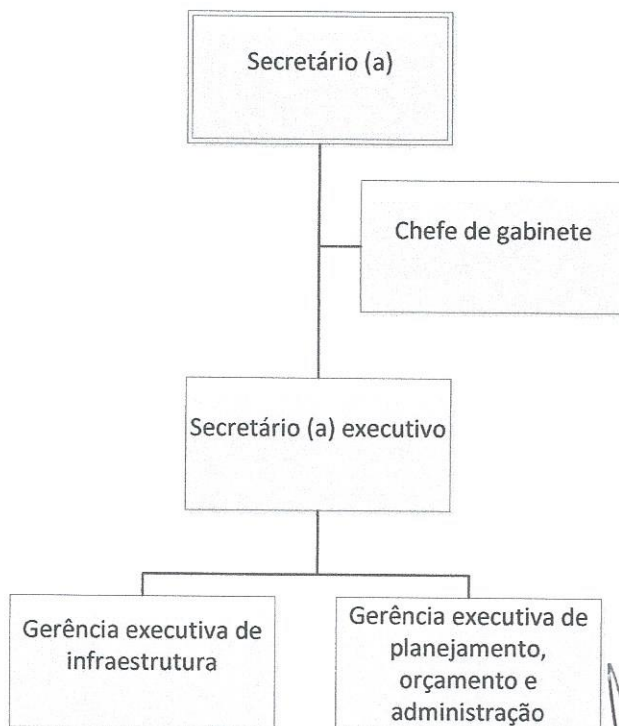 Secretário (a)
Chefe de gabinete
Secretário (a) executivo
Gerência executiva de
infraestrutura
Gerência executiva de
planejamento,
orçamento e
administração